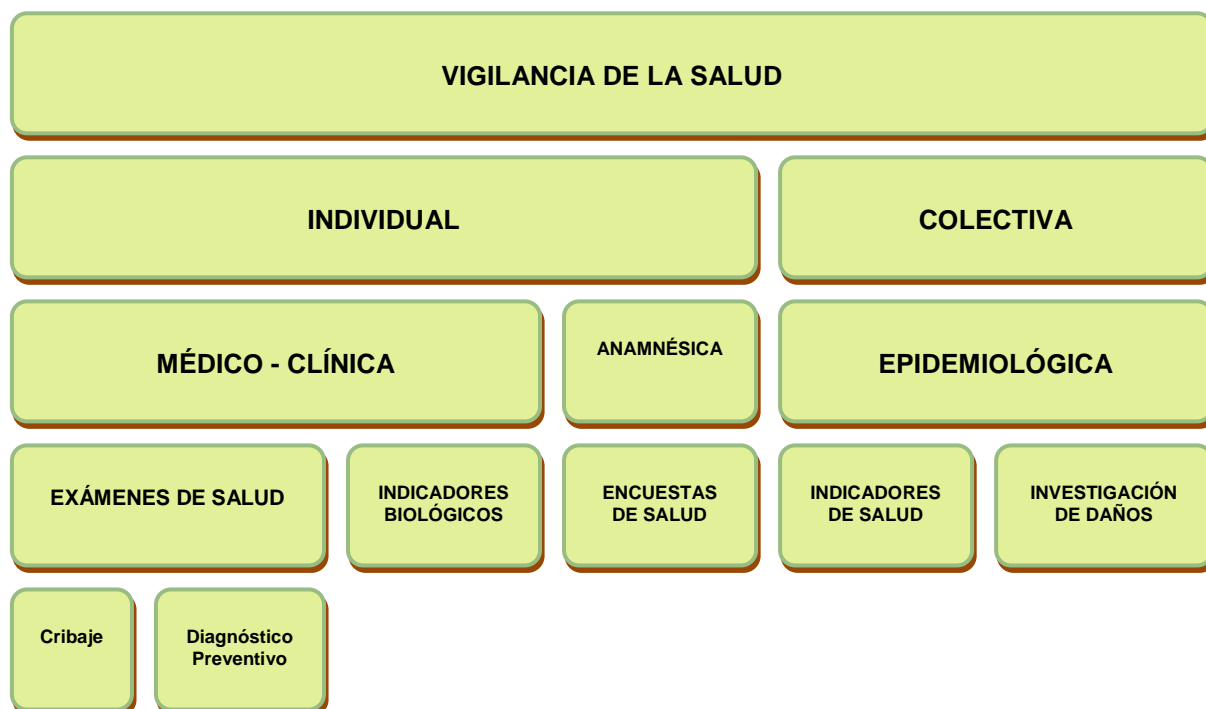 VIGILANCIA DE LA SALUD
INDIVIDUAL
COLECTIVA
MÉDICO - CLÍNICA
ANAMNÉSICA
EPIDEMIOLÓGICA
EXÁMENES DE SALUD
INDICADORES
BIOLÓGICOS
ENCUESTAS
DE SALUD
INDICADORES
DE SALUD
INVESTIGACIÓN
DE DAÑOS
Cribaje
Diagnóstico
Preventivo